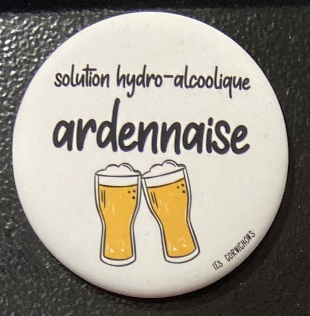 solution hydro-alcoolique
ardennaise
LES CORNICHONS